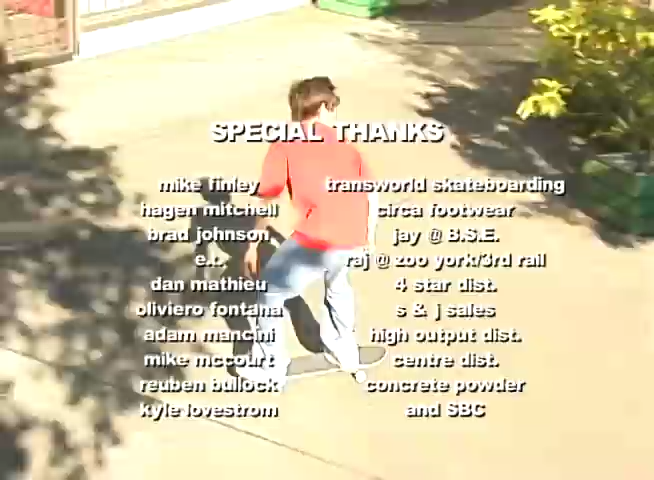 SPECIAL THANKS
mike finley
hagen mitchell
brad johnson
e.t.
dan mathieu
oliviero fontana
adam mancini
mike mccourt
reuben bullock
kyle lovestrom
transworld skateboarding
circa footwear
jay @ B.S.E.
raj @ zoo york/3rd rail
4 star dist.
s & j sales
high output dist.
centre dist.
concrete powder
and SBC